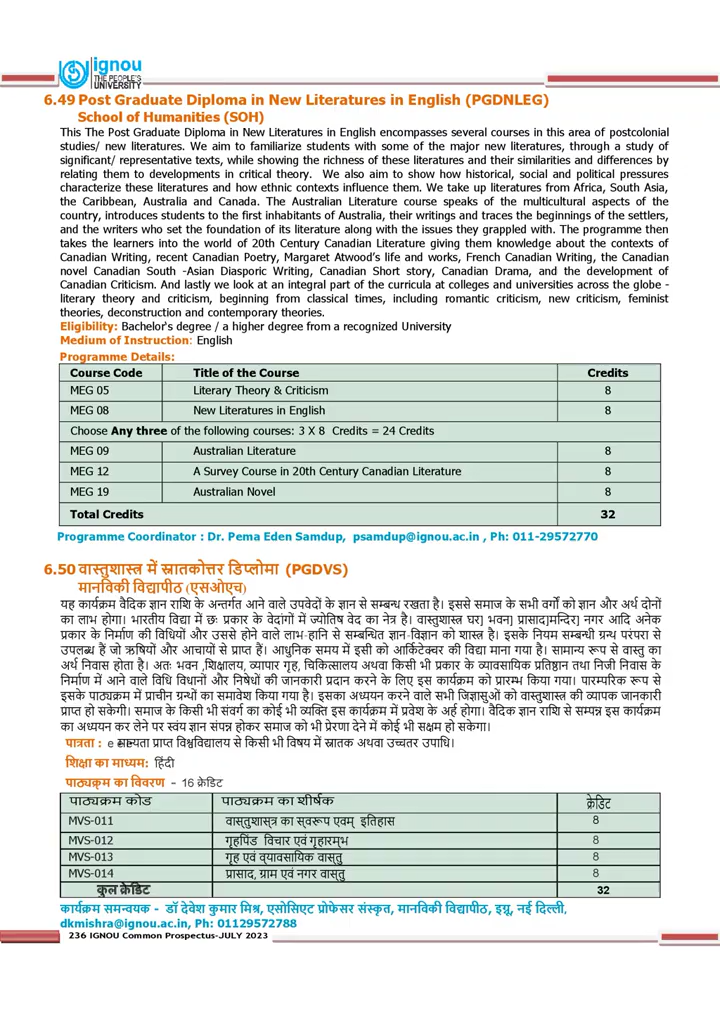 ignou
THE PEOPLE'S
UNIVERSITY
6.49 Post Graduate Diploma in New Literatures in English (PGDNLEG)
School of Humanities (SOH)
This The Post Graduate Diploma in New Literatures in English encompasses several courses in this area of postcolonial
studies/ new literatures. We aim to familiarize students with some of the major new literatures, through a study of
significant/ representative texts, while showing the richness of these literatures and their similarities and differences by
relating them to developments in critical theory. We also aim to show how historical, social and political pressures
characterize these literatures and how ethnic contexts influence them. We take up literatures from Africa, South Asia,
the Caribbean, Australia and Canada. The Australian Literature course speaks of the multicultural aspects of the
country, introduces students to the first inhabitants of Australia, their writings and traces the beginnings of the settlers,
and the writers who set the foundation of its literature along with the issues they grappled with. The programme then
takes the learners into the world of 20th Century Canadian Literature giving them knowledge about the contexts of
Canadian Writing, recent Canadian Poetry, Margaret Atwood's life and works, French Canadian Writing, the Canadian
novel Canadian South -Asian Diasporic Writing, Canadian Short story, Canadian Drama, and the development of
Canadian Criticism. And lastly we look at an integral part of the curricula at colleges and universities across the globe -
literary theory and criticism, beginning from classical times, including romantic criticism, new criticism, feminist
theories, deconstruction and contemporary theories.
Eligibility: Bachelor's degree / a higher degree from a recognized University
Medium of Instruction: English
Programme Details:
Course Code Title of the Course Credits
MEG 05 Literary Theory & Criticism 8
MEG 08 New Literatures in English 8
Choose Any three of the following courses: 3 X 8 Credits = 24 Credits
MEG 09 Australian Literature 8
MEG 12 A Survey Course in 20th Century Canadian Literature 8
MEG 19 Australian Novel 8
Total Credits 32
Programme Coordinator : Dr. Pema Eden Samdup, psamdup@ignou.ac.in , Ph: 011-29572770
6.50 वास्तुशास्त्र में स्नातकोत्तर डिप्लोमा (PGDVS)
मानविकी विद्यापीठ (एसओएच)
यह कार्यक्रम वैदिक ज्ञान राशि के अन्तर्गत आने वाले उपवेदों के ज्ञान से सम्बन्ध रखता है। इससे समाज के सभी वर्गों को ज्ञान और अर्थ दोनों
का लाभ होगा। भारतीय विद्या में छः प्रकार के वेदांगों में ज्योतिष वेद का नेत्र है। वास्तुशास्त्र घर] भवन] प्रासाद]मन्दिर] नगर आदि अनेक
प्रकार के निर्माण की विधियों और उससे होने वाले लाभ-हानि से सम्बन्धित ज्ञान-विज्ञान को शास्त्र है। इसके नियम सम्बन्धी ग्रन्थ परंपरा से
उपलब्ध हैं जो ऋषियों और आचार्यों से प्राप्त हैं। आधुनिक समय में इसी को आर्किटेक्चर की विद्या माना गया है। सामान्य रूप से वास्तु का
अर्थ निवास होता है। अतः भवन ,शिक्षालय, व्यापार गृह, चिकित्सालय अथवा किसी भी प्रकार के व्यावसायिक प्रतिष्ठान तथा निजी निवास के
निर्माण में आने वाले विधि विधानों और निषेधों की जानकारी प्रदान करने के लिए इस कार्यक्रम को प्रारम्भ किया गया। पारम्परिक रूप से
इसके पाठ्यक्रम में प्राचीन ग्रन्थों का समावेश किया गया है। इसका अध्ययन करने वाले सभी जिज्ञासुओं को वास्तुशास्त्र की व्यापक जानकारी
प्राप्त हो सकेगी। समाज के किसी भी संवर्ग का कोई भी व्यक्ति इस कार्यक्रम में प्रवेश के अर्ह होगा। वैदिक ज्ञान राशि से सम्पन्न इस कार्यक्रम
का अध्ययन कर लेने पर स्वंय ज्ञान संपन्न होकर समाज को भी प्रेरणा देने में कोई भी सक्षम हो सकेगा।
पात्रता : प्राप्त विश्वविद्यालय से किसी भी विषय में स्नातक अथवा उच्चतर उपाधि।
शिक्षा का माध्यम: हिंदी
पाठ्यक्रम का विवरण - 16 क्रेडिट
पाठ्यक्रम कोड पाठ्यक्रम का शीर्षक क्रेडिट
MVS-011 वास्तुशास्त्र का स्वरूप एवम् इतिहास 8
MVS-012 गृहपिंड विचार एवं गृहारम्भ 8
MVS-013 गृह एवं व्यावसायिक वास्तु 8
MVS-014 प्रासाद, ग्राम एवं नगर वास्तु 8
कुल क्रेडिट 32
कार्यक्रम समन्वयक - डॉ देवेश कुमार मिश्र, एसोसिएट प्रोफेसर संस्कृत, मानविकी विद्यापीठ, इग्नू, नई दिल्ली,
dkmishra@ignou.ac.in, Ph: 01129572788
236 IGNOU Common Prospectus-JULY 2023